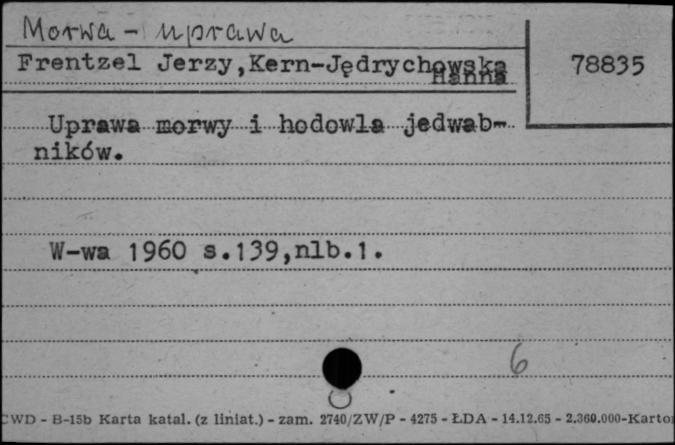 Morwa - uprawa
Frentzel Jerzy,Kern-Jędrychowska
Hanna
78835
Uprawa morwy i hodowla jedwab-
ników.
W-wa 1960 s.139,nlb.1.
6
CWD - B-15b Karta katal. (z liniat.) - zam. 2740/ZW/P - 4275 - ŁDA - 14.12.65 - 2.360.000-Karto